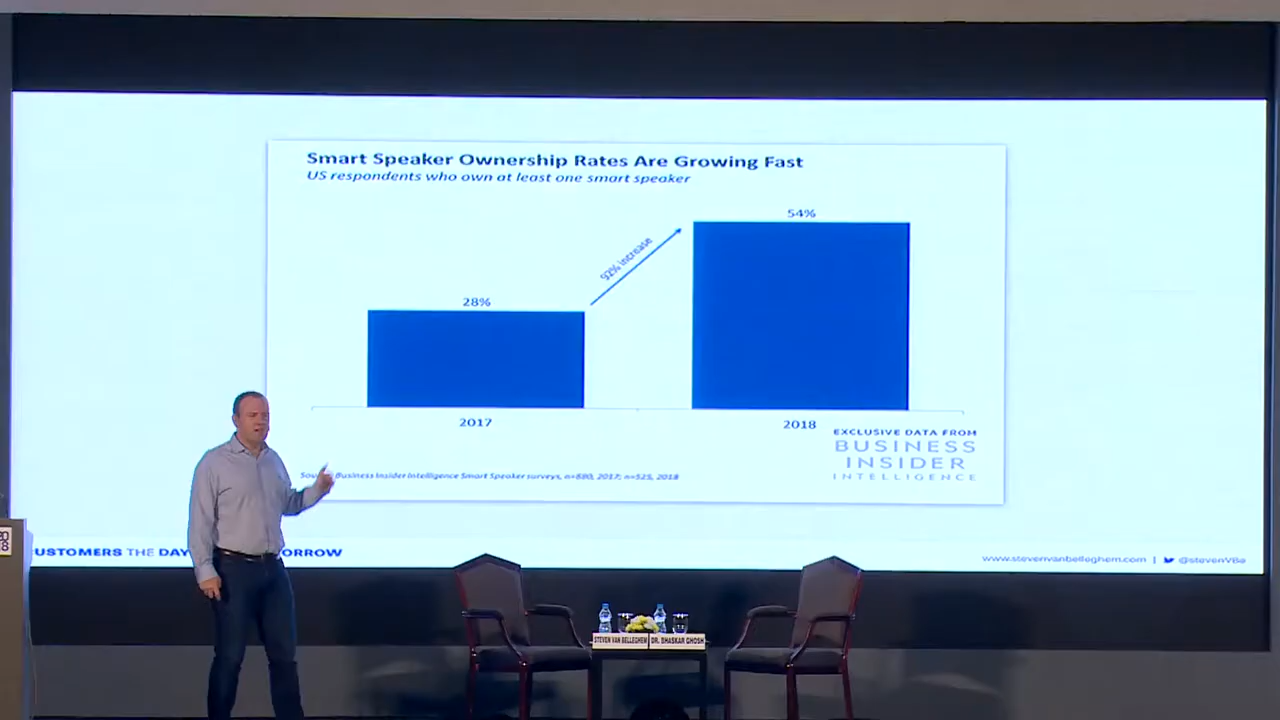 Smart Speaker Ownership Rates Are Growing Fast
US respondents who own at least one smart speaker
54%
92% increase
28%
2017
2018
EXCLUSIVE DATA FROM
BUSINESS
INSIDER
INTELLIGENCE
Business Insider Intelligence Smart Speaker surveys, n=680, 2017; n=525, 2018
CUSTOMERS THE DAY
www.stevenvanbelleghem.com | @stevenVBe
STEVEN VAN BELLEGHEM
DR. BHASKAR GHOSH